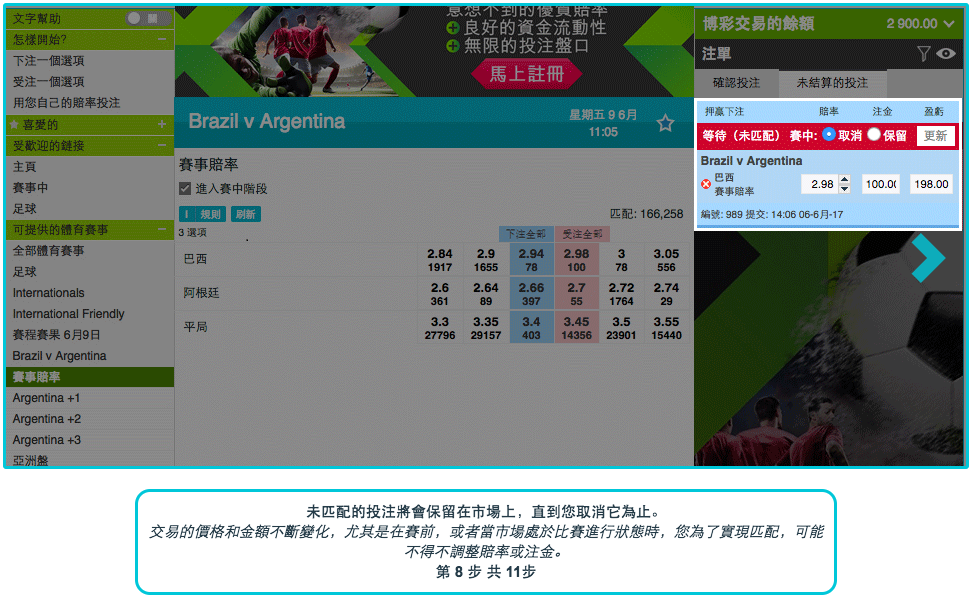 文字幫助
怎樣開始?
下注一個選項
受注一個選項
用您自己的賠率投注
喜愛的
受歡迎的鏈接
主頁
賽事中
足球
可提供的體育賽事
全部體育賽事
足球
Internationals
International Friendly
賽程賽果 6月9日
Brazil v Argentina
賽事賠率
Argentina +1
Argentina +2
Argentina +3
亞洲盤
意想不到的優質賠率
良好的資金流動性
無限的投注盤口
馬上註冊
Brazil v Argentina
星期五 9 6月
11:05
賽事賠率
進入賽中階段
i 規則 刷新
匹配: 166,258
3 選項 下注全部 受注全部
巴西 2.84 2.9 2.94 2.98 3 3.05
1917 1655 78 100 78 556
阿根廷 2.6 2.64 2.66 2.7 2.72 2.74
361 89 397 55 1764 29
平局 3.3 3.35 3.4 3.45 3.5 3.55
27796 29157 403 14356 23901 15440
博彩交易的餘額 2 900.00
注單
確認投注 未結算的投注
押贏下注 賠率 注金 盈虧
等待（未匹配） 賽中: 取消 保留 更新
Brazil v Argentina
巴西
賽事賠率
2.98 100.00 198.00
編號: 989 提交: 14:06 06-6月-17
未匹配的投注將會保留在市場上，直到您取消它為止。
交易的價格和金額不斷變化，尤其是在賽前，或者當市場處於比賽進行狀態時，您為了實現匹配，可能
不得不調整賠率或注金。
第 8 步 共 11步